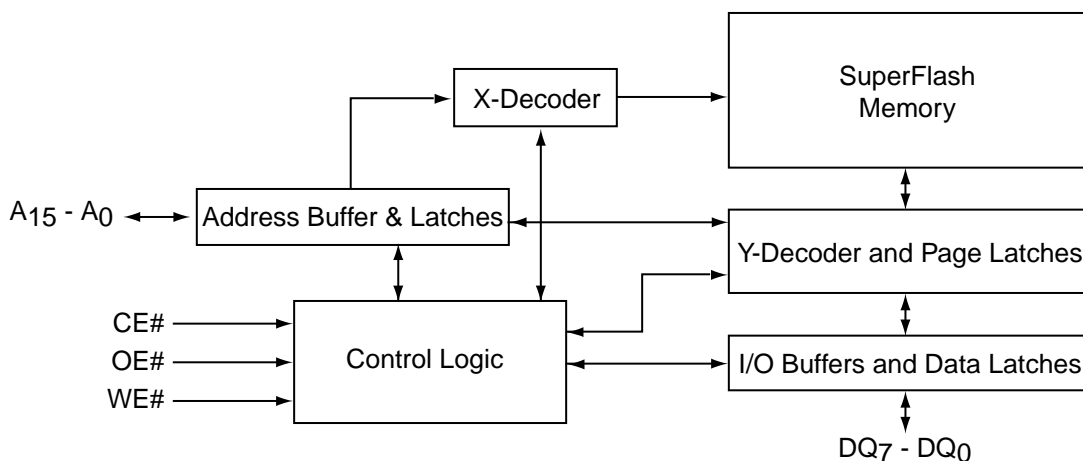 SuperFlash
Memory
X-Decoder
A15 - A0
Address Buffer & Latches
Y-Decoder and Page Latches
CE#
OE#
WE#
Control Logic
I/O Buffers and Data Latches
DQ7 - DQ0